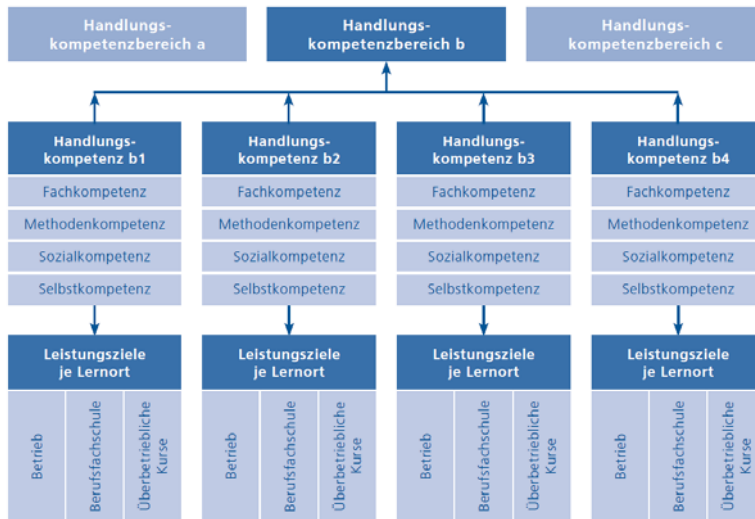 Handlungs-
kompetenzbereich a
Handlungs-
kompetenzbereich b
Handlungs-
kompetenzbereich c
Handlungs-
kompetenz b1
Fachkompetenz
Methodenkompetenz
Sozialkompetenz
Selbstkompetenz
Leistungsziele
je Lernort
Betrieb
Berufsfachschule
Überbetriebliche
Kurse
Handlungs-
kompetenz b2
Fachkompetenz
Methodenkompetenz
Sozialkompetenz
Selbstkompetenz
Leistungsziele
je Lernort
Betrieb
Berufsfachschule
Überbetriebliche
Kurse
Handlungs-
kompetenz b3
Fachkompetenz
Methodenkompetenz
Sozialkompetenz
Selbstkompetenz
Leistungsziele
je Lernort
Betrieb
Berufsfachschule
Überbetriebliche
Kurse
Handlungs-
kompetenz b4
Fachkompetenz
Methodenkompetenz
Sozialkompetenz
Selbstkompetenz
Leistungsziele
je Lernort
Betrieb
Berufsfachschule
Überbetriebliche
Kurse